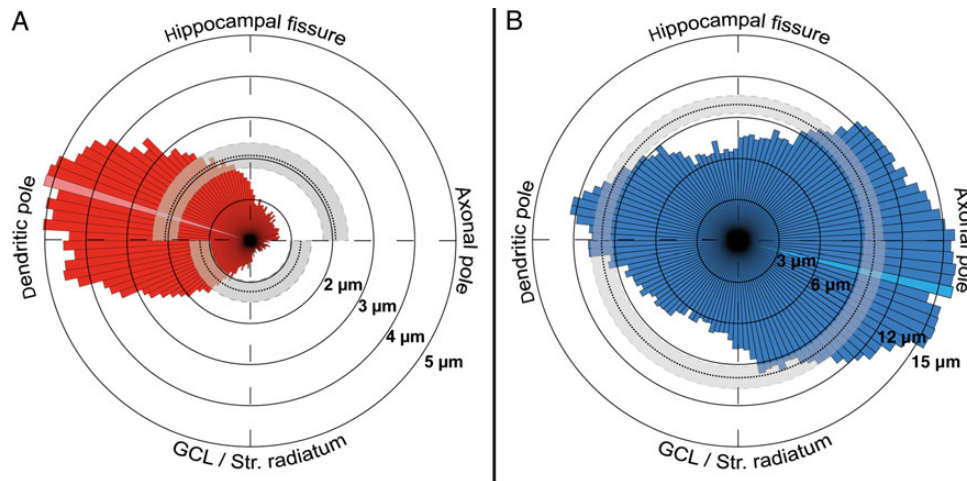 A
Hippocampal fissure
Dendritic pole
Axonal pole
2 µm
3 µm
4 µm
5 µm
GCL / Str. radiatum
B
Hippocampal fissure
Dendritic pole
Axonal pole
3 µm
6 µm
12 µm
15 µm
GCL / Str. radiatum